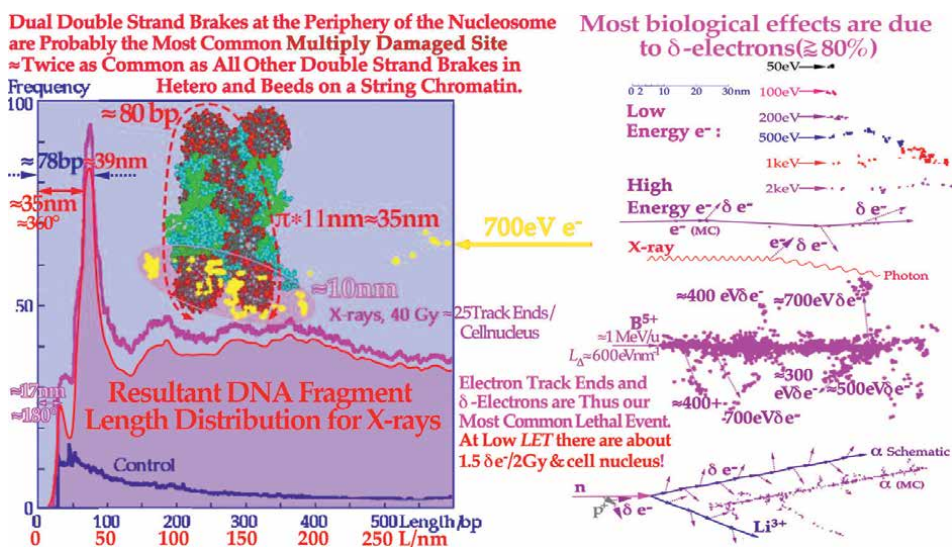 Dual Double Strand Brakes at the Periphery of the Nucleosome
are Probably the Most Common Multiply Damaged Site
≈Twice as Common as All Other Double Strand Brakes in
Hetero and Beeds on a String Chromatin.
Frequency
100
≈80 bp
≈78bp
≈39nm
≈35nm
≈360°
π*11nm≈35nm
700eV e⁻
≈10nm
X-rays, 40 Gy
≈25Track Ends/
Cellnucleus
50
≈17nm
≈180°
Resultant DNA Fragment
Length Distribution for X-rays
Control
0
0 100 200 300 400 500 Length/bp
0 50 100 150 200 250 L/nm
Electron Track Ends and
δ-Electrons are Thus our
Most Common Lethal Event.
At Low LET there are about
1.5 δe⁻/2Gy & cell nucleus!
Most biological effects are due
to δ-electrons(≧80%)
50eV
0 2 10 30nm
100eV
Low
200eV
Energy e⁻:
500eV
1keV
High
2keV
Energy e⁻
δ e⁻
δ e⁻
e⁻ (MC)
e⁻
δ e⁻
X-ray
Photon
≈400 eVδe⁻
≈700eVδe⁻
B⁵⁺
≈1MeV/u
L_Δ≈600eVnm⁻¹
≈300
eVδe⁻
≈500eVδe⁻
≈400+
700eVδe⁻
δ e⁻
α Schematic
α (MC)
n
p⁺
δ e⁻
Li³⁺